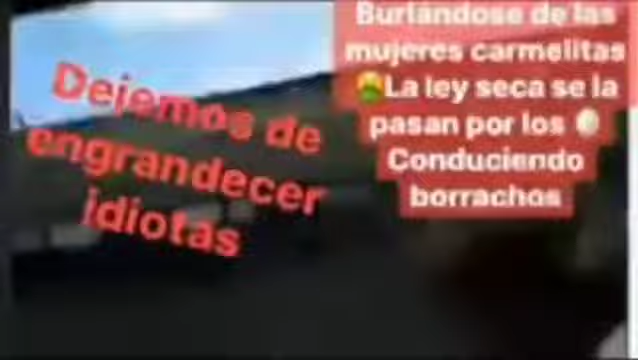 Dejemos de
engrandecer
idiotas
Burlándose de las
mujeres carmelitas
🤮La ley seca se la
pasan por los 🥚
Conduciendo
borrachos